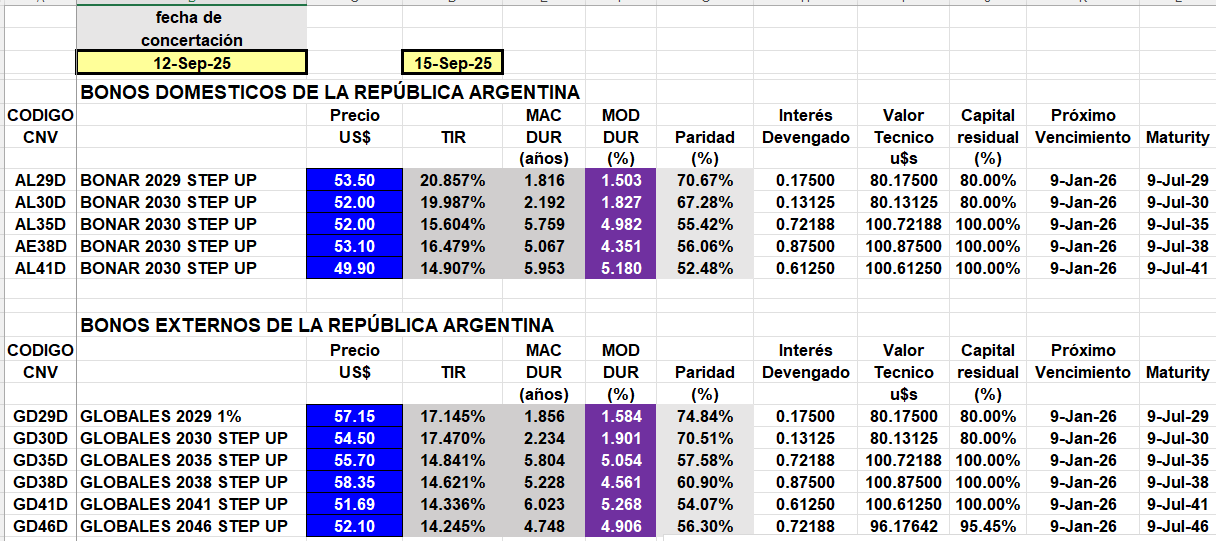 fecha de
concertación
12-Sep-25 15-Sep-25
BONOS DOMESTICOS DE LA REPÚBLICA ARGENTINA
CODIGO Precio MAC MOD Interés Valor Capital Próximo
CNV US$ TIR DUR DUR Paridad Devengado Tecnico residual Vencimiento Maturity
(años) (%) (%) u$s (%)
AL29D BONAR 2029 STEP UP 53.50 20.857% 1.816 1.503 70.67% 0.17500 80.17500 80.00% 9-Jan-26 9-Jul-29
AL30D BONAR 2030 STEP UP 52.00 19.987% 2.192 1.827 67.28% 0.13125 80.13125 80.00% 9-Jan-26 9-Jul-30
AL35D BONAR 2030 STEP UP 52.00 15.604% 5.759 4.982 55.42% 0.72188 100.72188 100.00% 9-Jan-26 9-Jul-35
AE38D BONAR 2030 STEP UP 53.10 16.479% 5.067 4.351 56.06% 0.87500 100.87500 100.00% 9-Jan-26 9-Jul-38
AL41D BONAR 2030 STEP UP 49.90 14.907% 5.953 5.180 52.48% 0.61250 100.61250 100.00% 9-Jan-26 9-Jul-41
BONOS EXTERNOS DE LA REPÚBLICA ARGENTINA
CODIGO Precio MAC MOD Interés Valor Capital Próximo
CNV US$ TIR DUR DUR Paridad Devengado Tecnico residual Vencimiento Maturity
(años) (%) (%) u$s (%)
GD29D GLOBALES 2029 1% 57.15 17.145% 1.856 1.584 74.84% 0.17500 80.17500 80.00% 9-Jan-26 9-Jul-29
GD30D GLOBALES 2030 STEP UP 54.50 17.470% 2.234 1.901 70.51% 0.13125 80.13125 80.00% 9-Jan-26 9-Jul-30
GD35D GLOBALES 2035 STEP UP 55.70 14.841% 5.804 5.054 57.58% 0.72188 100.72188 100.00% 9-Jan-26 9-Jul-35
GD38D GLOBALES 2038 STEP UP 58.35 14.621% 5.228 4.561 60.90% 0.87500 100.87500 100.00% 9-Jan-26 9-Jul-38
GD41D GLOBALES 2041 STEP UP 51.69 14.336% 6.023 5.268 54.07% 0.61250 100.61250 100.00% 9-Jan-26 9-Jul-41
GD46D GLOBALES 2046 STEP UP 52.10 14.245% 4.748 4.906 56.30% 0.72188 96.17642 95.45% 9-Jan-26 9-Jul-46